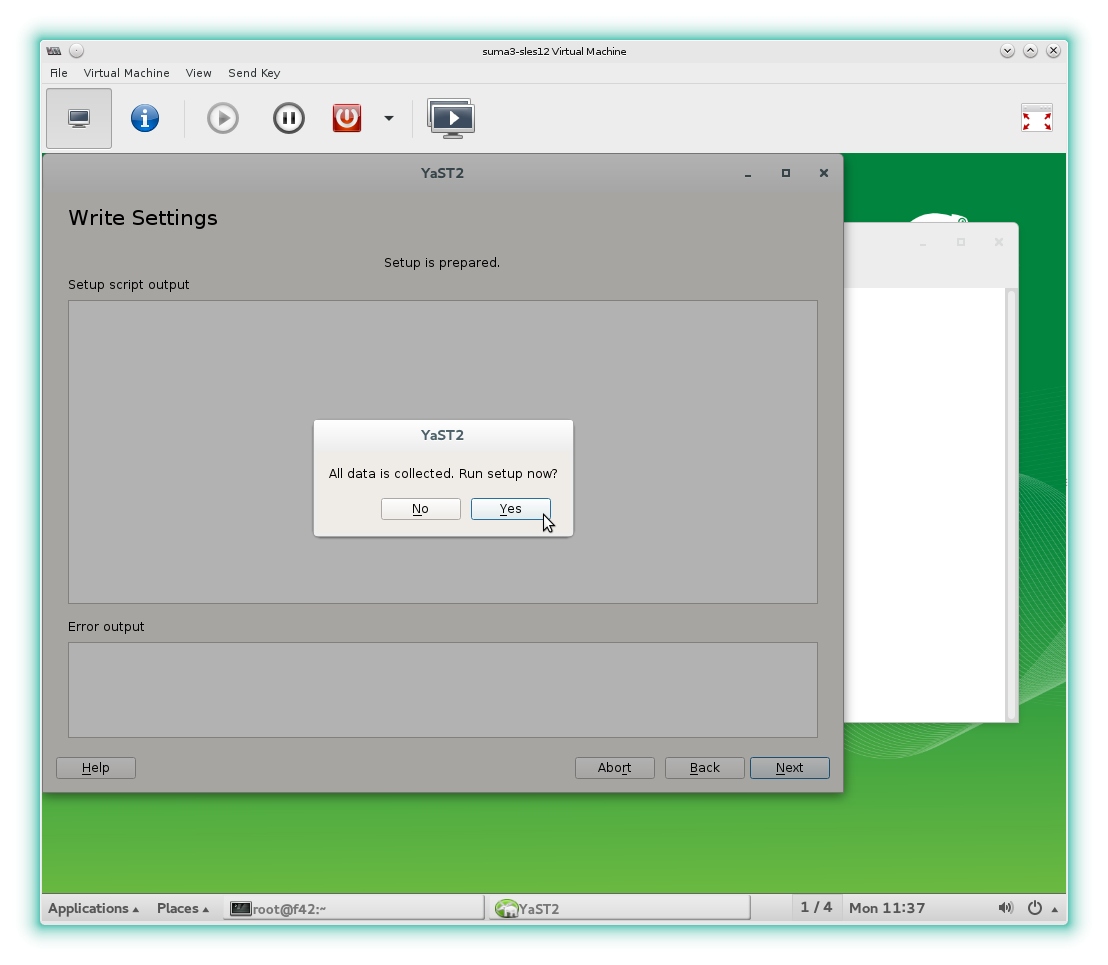 suma3-sles12 Virtual Machine
File Virtual Machine View Send Key
YaST2
Write Settings
Setup is prepared.
Setup script output
YaST2
All data is collected. Run setup now?
No Yes
Error output
Help Abort Back Next
Applications Places root@f42:~ YaST2 1 / 4 Mon 11:37